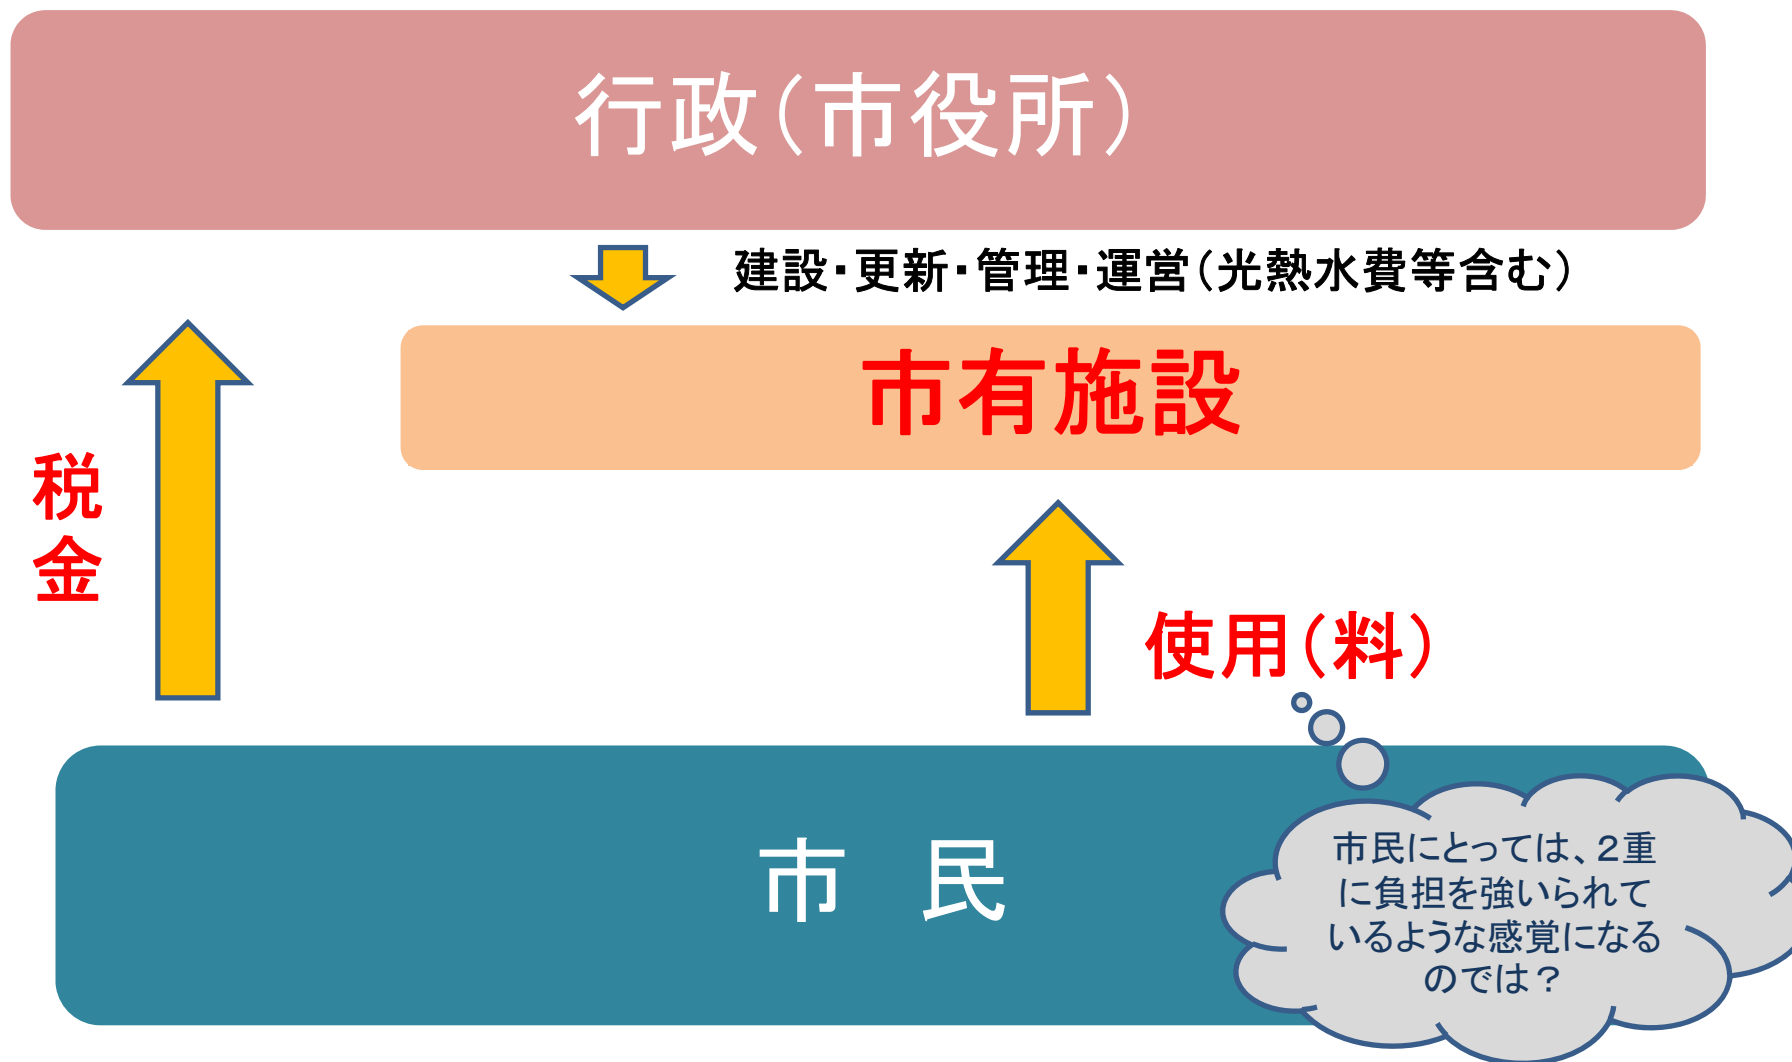 行政（市役所）
建設・更新・管理・運営（光熱水費等含む）
市有施設
税
金
使用（料）
市　民
市民にとっては、２重
に負担を強いられて
いるような感覚になる
のでは？